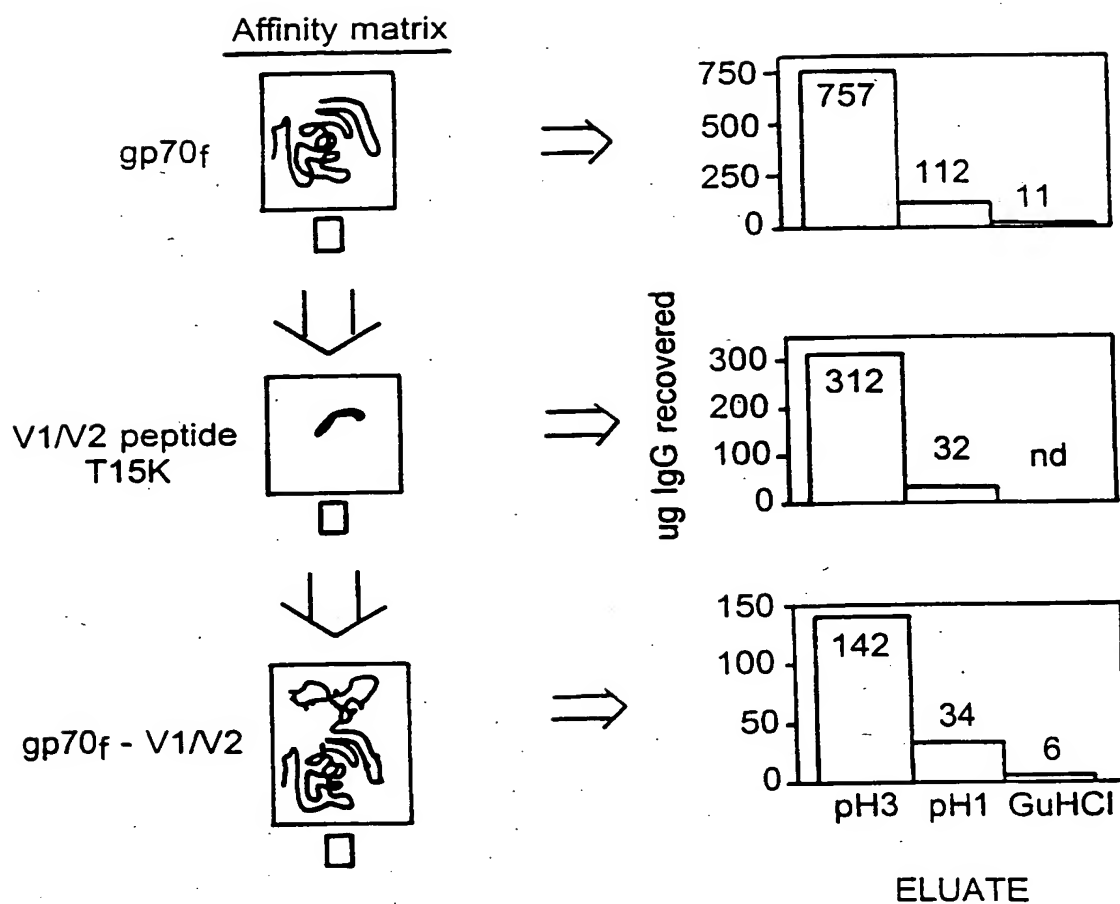 Affinity matrix
gp70f
750
500
250
0
757
112
11
V1/V2 peptide
T15K
ug IgG recovered
300
200
100
0
312
32
nd
gp70f - V1/V2
150
100
50
0
142
34
6
pH3 pH1 GuHCl
ELUATE